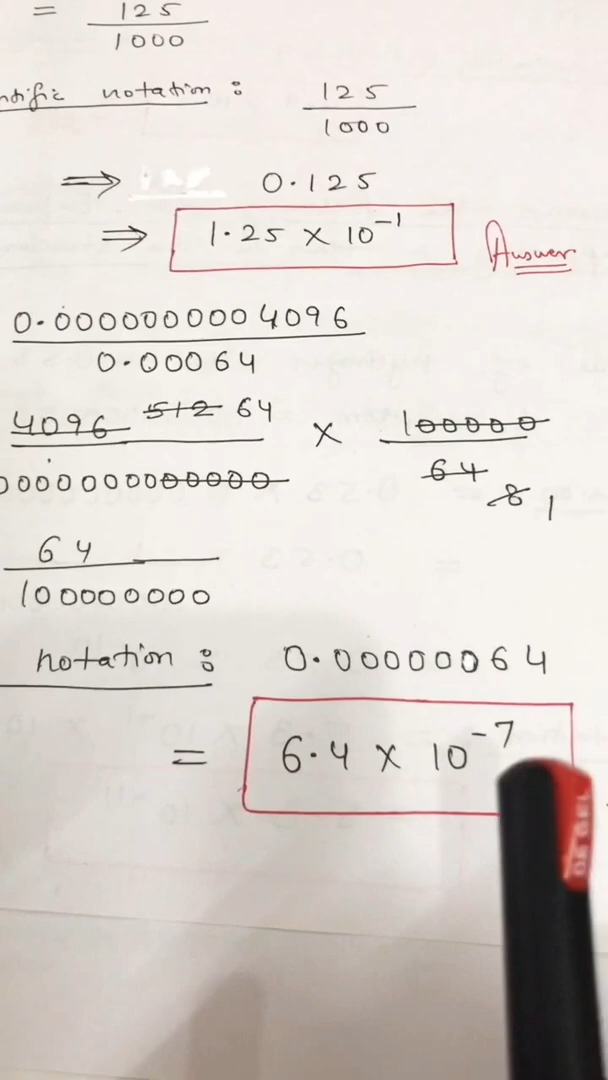 = 125/1000
ntific notation : 125/1000
⇒ 0.125
⇒ 1.25 × 10⁻¹ Answer
0.0000000004096/0.00064
512 64
4096 × 100000
0000000000000 64
8 1
64/100000000
notation : 0.00000064
= 6.4 × 10⁻⁷
GEL